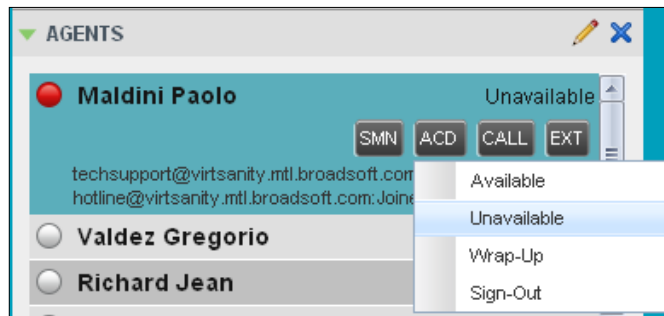 AGENTS
Maldini Paolo Unavailable
SMN ACD CALL EXT
techsupport@virtsanity.mtl.broadsoft.com
hotline@virtsanity.mtl.broadsoft.com:Joine
Available
Unavailable
Wrap-Up
Sign-Out
Valdez Gregorio
Richard Jean